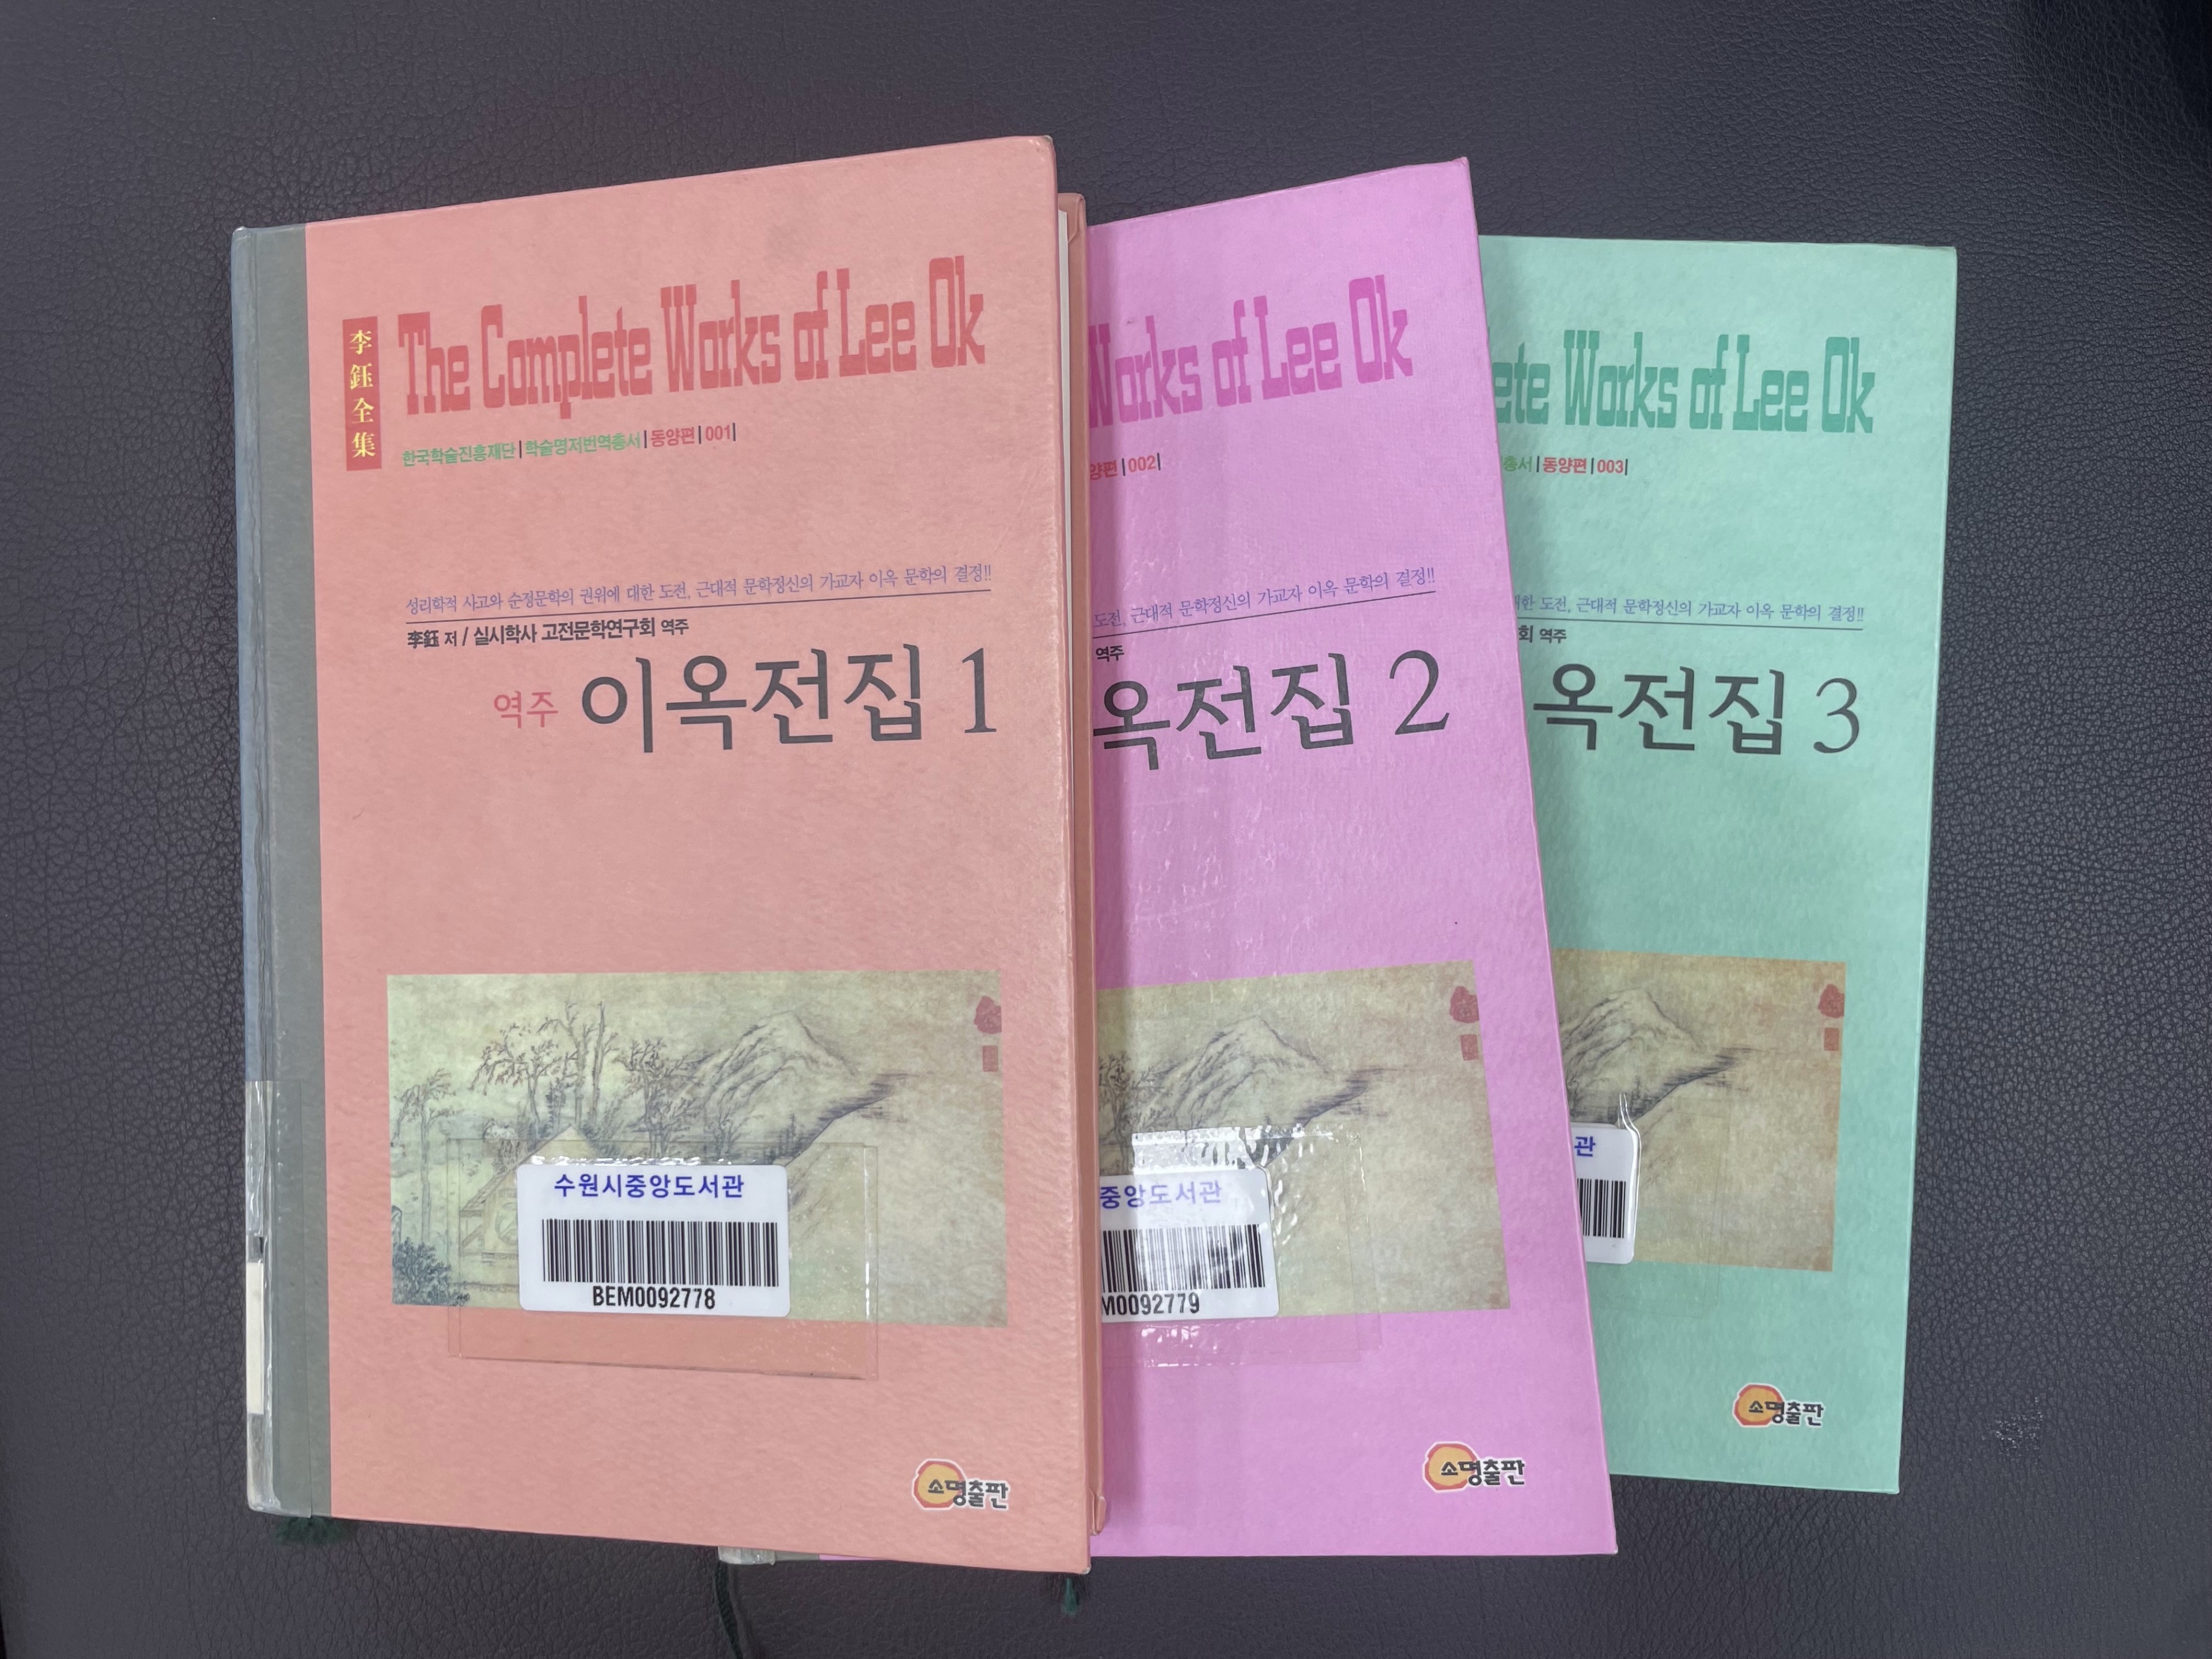 李鈺全集
The Complete Works of Lee Ok
한국학술진흥재단|학술명저번역총서|동양편|001|
성리학적 사고와 순정문학의 권위에 대한 도전, 근대적 문학정신의 가교자 이옥 문학의 결정!!
李鈺 저 / 실시학사 고전문학연구회 역주
역주 이옥전집 1
수원시중앙도서관
BEM0092778
소명출판
Works of Lee Ok
양편|002|
도전, 근대적 문학정신의 가교자 이옥 문학의 결정!!
역주
옥전집 2
중앙도서관
M0092779
소명출판
ete Works of Lee Ok
총서|동양편|003|
대한 도전, 근대적 문학정신의 가교자 이옥 문학의 결정!!
회 역주
옥전집 3
관
소명출판